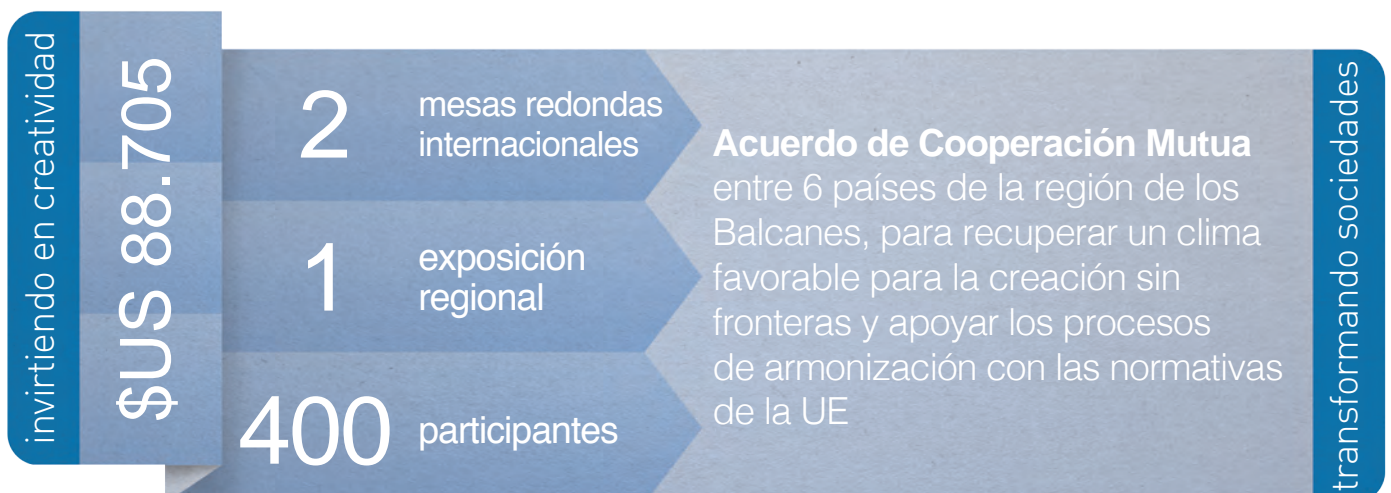 invirtiendo en creatividad
$US 88.705
2
mesas redondas
internacionales
1
exposición
regional
400
participantes
Acuerdo de Cooperación Mutua
entre 6 países de la región de los
Balcanes, para recuperar un clima
favorable para la creación sin
fronteras y apoyar los procesos
de armonización con las normativas
de la UE
transformando sociedades